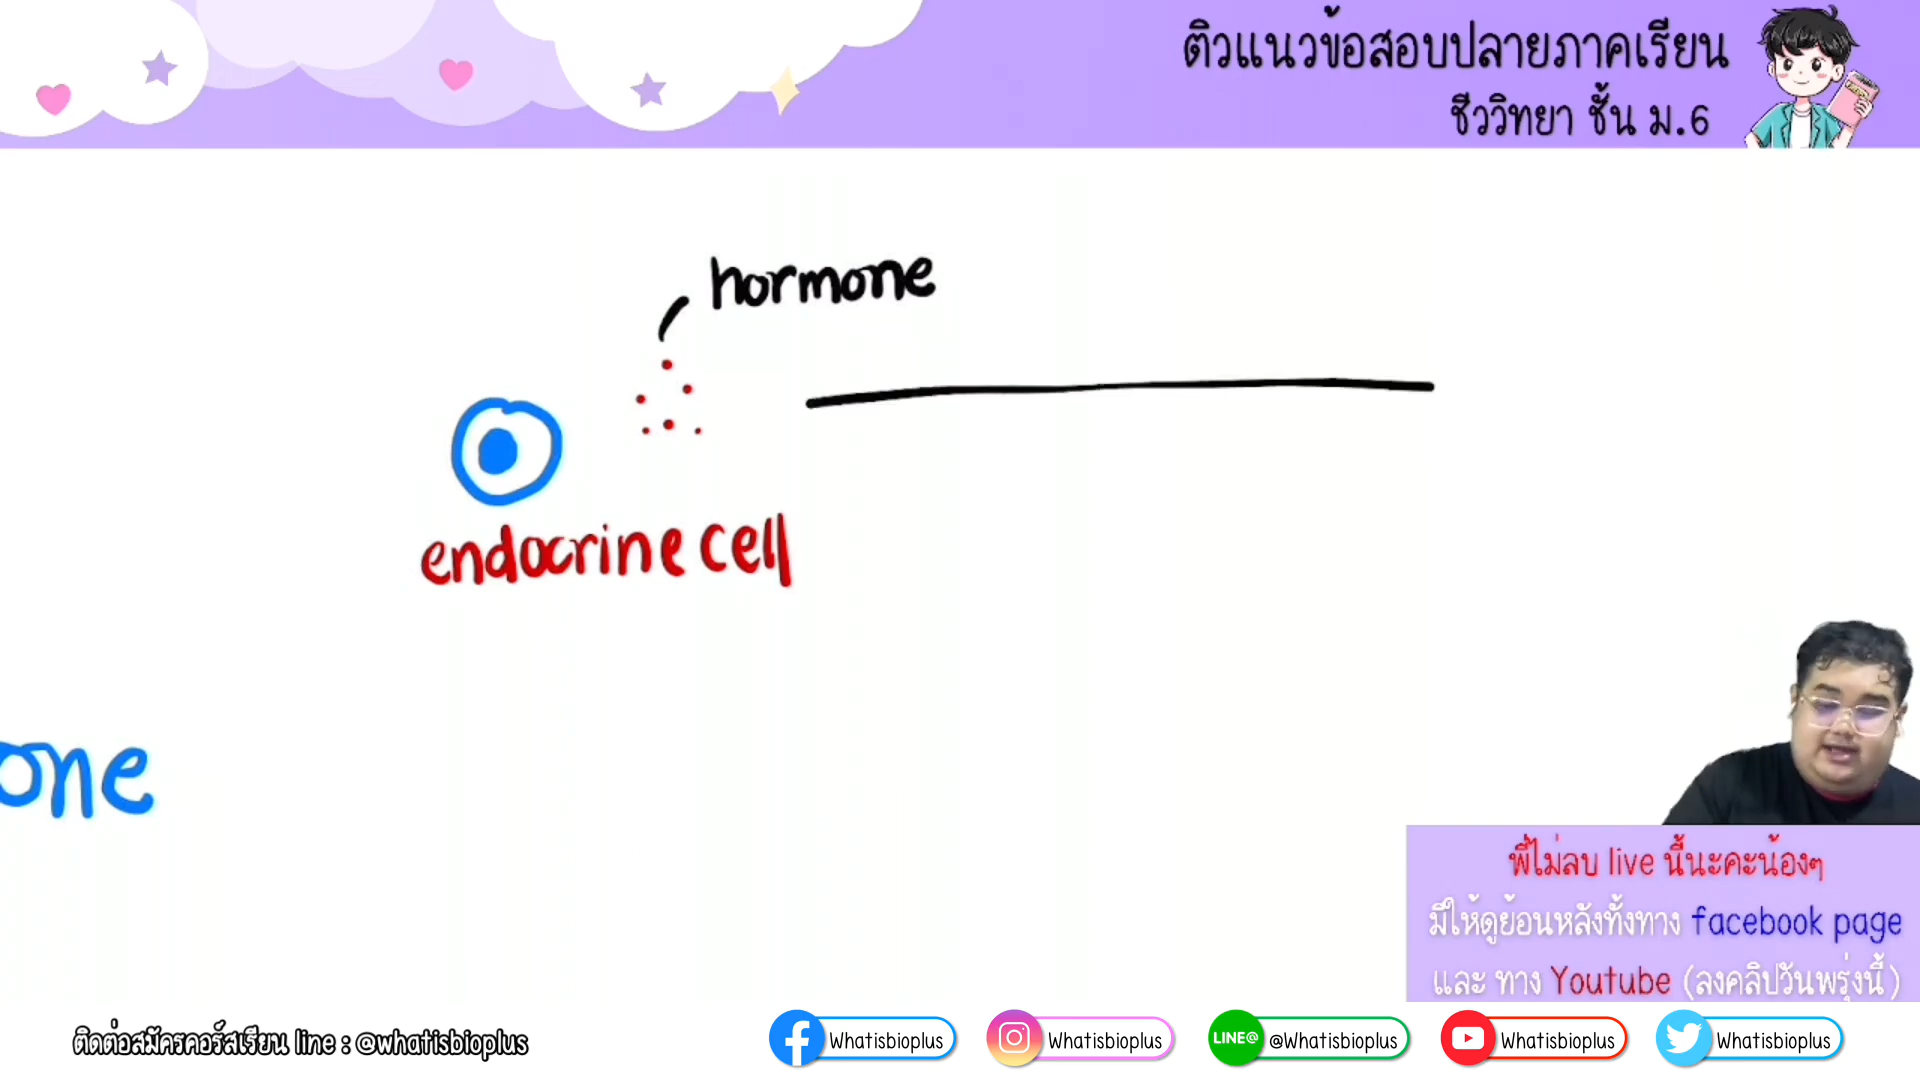 ติวแนวข้อสอบปลายภาคเรียน
ชีววิทยา ชั้น ม.6
hormone
endocrine cell
one
พี่ไม่ลบ live นี้นะคะน้องๆ
มีให้ดูย้อนหลังทั้งทาง facebook page
และ ทาง Youtube (ลงคลิปวันพรุ่งนี้)
ติดต่อสมัครคอร์สเรียน line : @whatisbioplus
Whatisbioplus
Whatisbioplus
LINE@ @Whatisbioplus
Whatisbioplus
Whatisbioplus